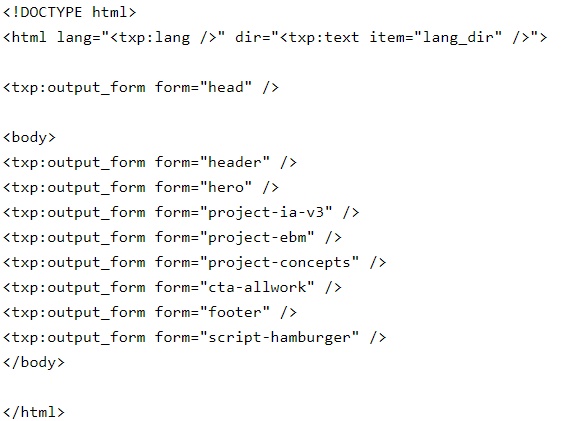 <!DOCTYPE html>
<html lang="<txp:lang />" dir="<txp:text item="lang_dir" />">
<txp:output_form form="head" />
<body>
<txp:output_form form="header" />
<txp:output_form form="hero" />
<txp:output_form form="project-ia-v3" />
<txp:output_form form="project-ebm" />
<txp:output_form form="project-concepts" />
<txp:output_form form="cta-allwork" />
<txp:output_form form="footer" />
<txp:output_form form="script-hamburger" />
</body>
</html>